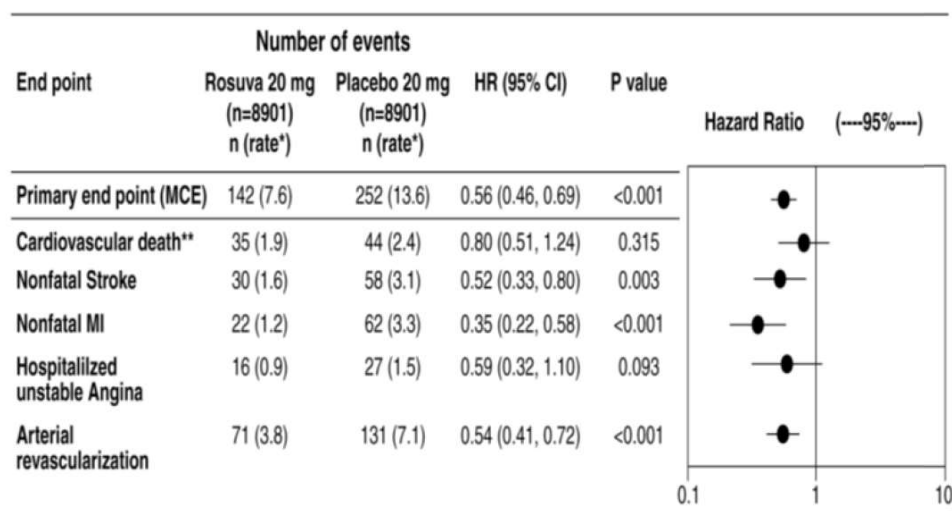 Number of events
End point Rosuva 20 mg Placebo 20 mg HR (95% CI) P value
(n=8901) (n=8901)
n (rate*) n (rate*)
Hazard Ratio (----95%----)
Primary end point (MCE) 142 (7.6) 252 (13.6) 0.56 (0.46, 0.69) <0.001
Cardiovascular death** 35 (1.9) 44 (2.4) 0.80 (0.51, 1.24) 0.315
Nonfatal Stroke 30 (1.6) 58 (3.1) 0.52 (0.33, 0.80) 0.003
Nonfatal MI 22 (1.2) 62 (3.3) 0.35 (0.22, 0.58) <0.001
Hospitalilzed 16 (0.9) 27 (1.5) 0.59 (0.32, 1.10) 0.093
unstable Angina
Arterial 71 (3.8) 131 (7.1) 0.54 (0.41, 0.72) <0.001
revascularization
0.1 1 10